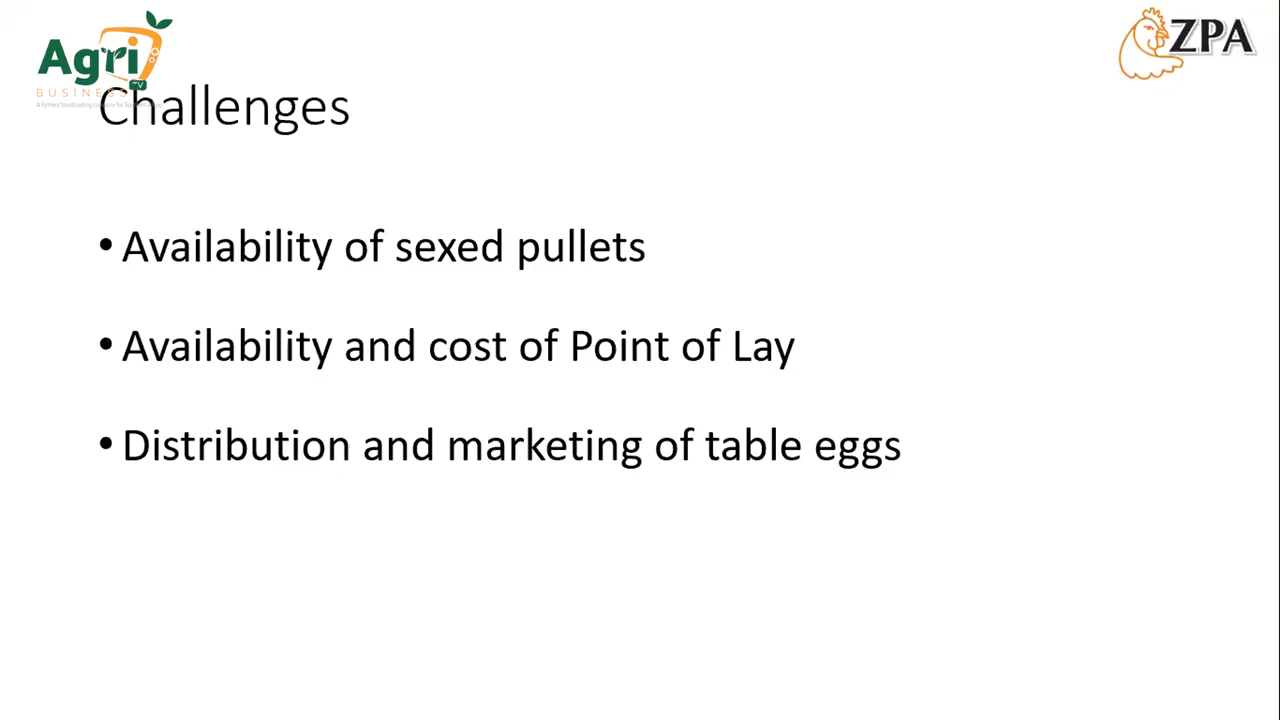 Agri
BUSINESS
TV
ZPA
Challenges
• Availability of sexed pullets
• Availability and cost of Point of Lay
• Distribution and marketing of table eggs